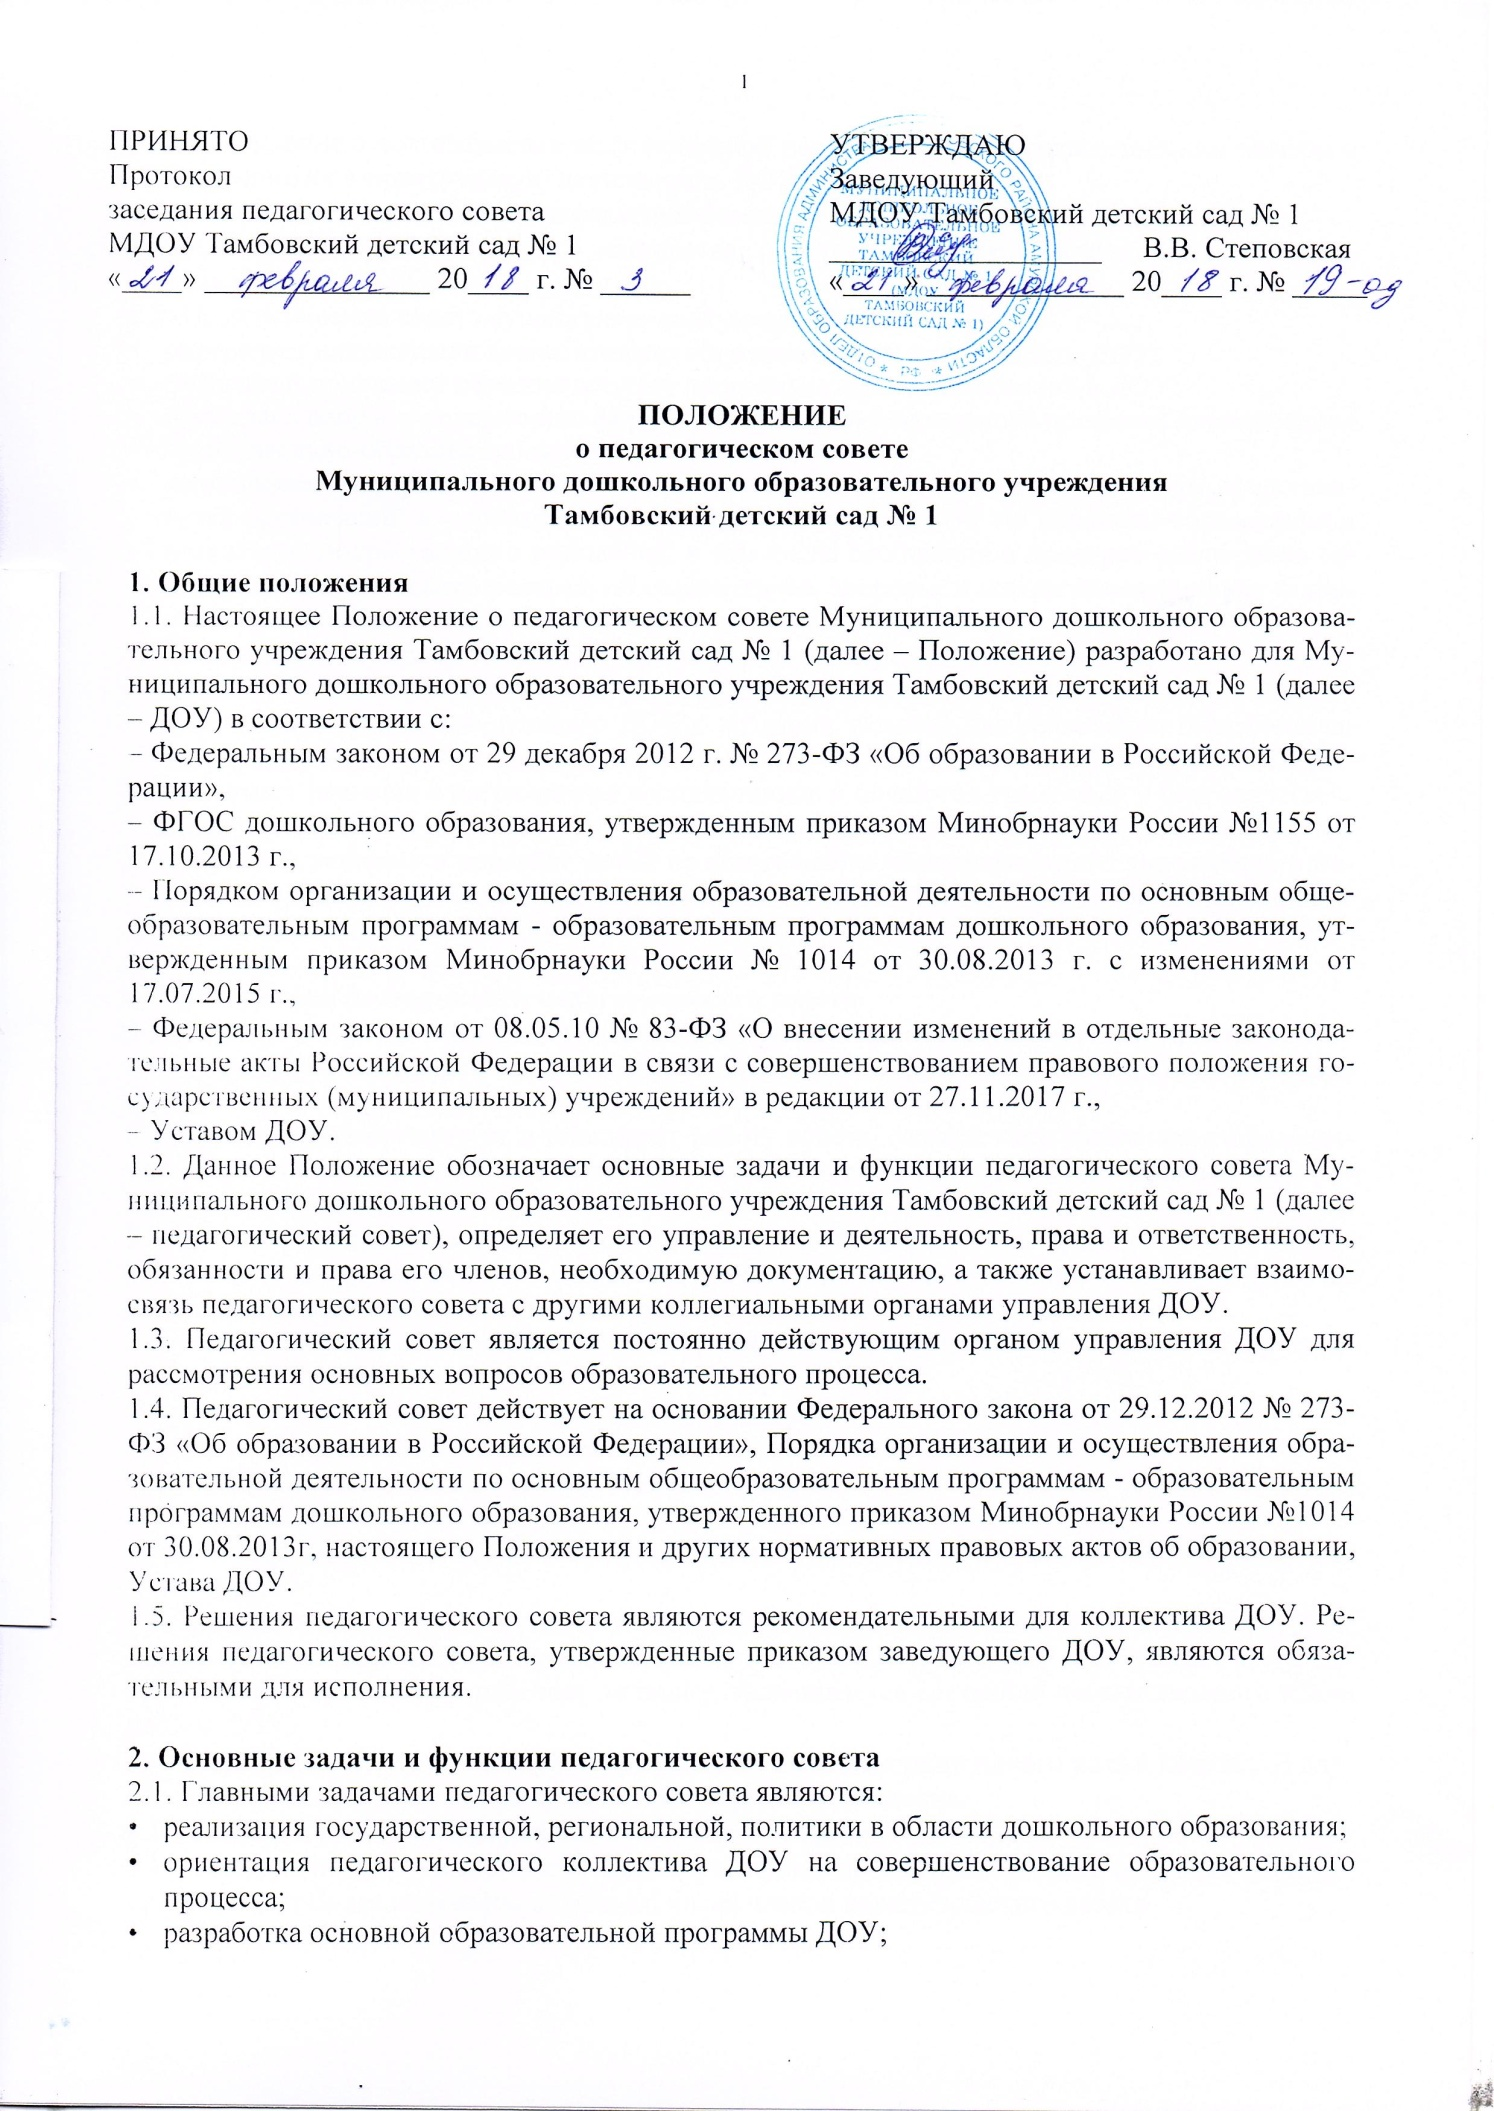 1
ПРИНЯТО
Протокол
заседания педагогического совета
МДОУ Тамбовский детский сад № 1
« 21 » февраля 20 18 г. № 3
УТВЕРЖДАЮ
Заведующий
МДОУ Тамбовский детский сад № 1
В.В. Степовская
« 21 » февраля 20 18 г. № 19-од
МУНИЦИПАЛЬНОЕ
ДОШКОЛЬНОЕ
ОБРАЗОВАТЕЛЬНОЕ
УЧРЕЖДЕНИЕ
ТАМБОВСКИЙ
ДЕТСКИЙ САД № 1
(МДОУ
ТАМБОВСКИЙ
ДЕТСКИЙ САД № 1)
ПОЛОЖЕНИЕ
о педагогическом совете
Муниципального дошкольного образовательного учреждения
Тамбовский детский сад № 1
1. Общие положения
1.1. Настоящее Положение о педагогическом совете Муниципального дошкольного образова-
тельного учреждения Тамбовский детский сад № 1 (далее – Положение) разработано для Му-
ниципального дошкольного образовательного учреждения Тамбовский детский сад № 1 (далее
– ДОУ) в соответствии с:
– Федеральным законом от 29 декабря 2012 г. № 273-ФЗ «Об образовании в Российской Феде-
рации»,
– ФГОС дошкольного образования, утвержденным приказом Минобрнауки России №1155 от
17.10.2013 г.,
– Порядком организации и осуществления образовательной деятельности по основным обще-
образовательным программам - образовательным программам дошкольного образования, ут-
вержденным приказом Минобрнауки России № 1014 от 30.08.2013 г. с изменениями от
17.07.2015 г.,
– Федеральным законом от 08.05.10 № 83-ФЗ «О внесении изменений в отдельные законода-
тельные акты Российской Федерации в связи с совершенствованием правового положения го-
сударственных (муниципальных) учреждений» в редакции от 27.11.2017 г.,
– Уставом ДОУ.
1.2. Данное Положение обозначает основные задачи и функции педагогического совета Му-
ниципального дошкольного образовательного учреждения Тамбовский детский сад № 1 (далее
– педагогический совет), определяет его управление и деятельность, права и ответственность,
обязанности и права его членов, необходимую документацию, а также устанавливает взаимо-
связь педагогического совета с другими коллегиальными органами управления ДОУ.
1.3. Педагогический совет является постоянно действующим органом управления ДОУ для
рассмотрения основных вопросов образовательного процесса.
1.4. Педагогический совет действует на основании Федерального закона от 29.12.2012 № 273-
ФЗ «Об образовании в Российской Федерации», Порядка организации и осуществления обра-
зовательной деятельности по основным общеобразовательным программам - образовательным
программам дошкольного образования, утвержденного приказом Минобрнауки России №1014
от 30.08.2013г, настоящего Положения и других нормативных правовых актов об образовании,
Устава ДОУ.
1.5. Решения педагогического совета являются рекомендательными для коллектива ДОУ. Ре-
шения педагогического совета, утвержденные приказом заведующего ДОУ, являются обяза-
тельными для исполнения.
2. Основные задачи и функции педагогического совета
2.1. Главными задачами педагогического совета являются:
• реализация государственной, региональной, политики в области дошкольного образования;
• ориентация педагогического коллектива ДОУ на совершенствование образовательного
процесса;
• разработка основной образовательной программы ДОУ;